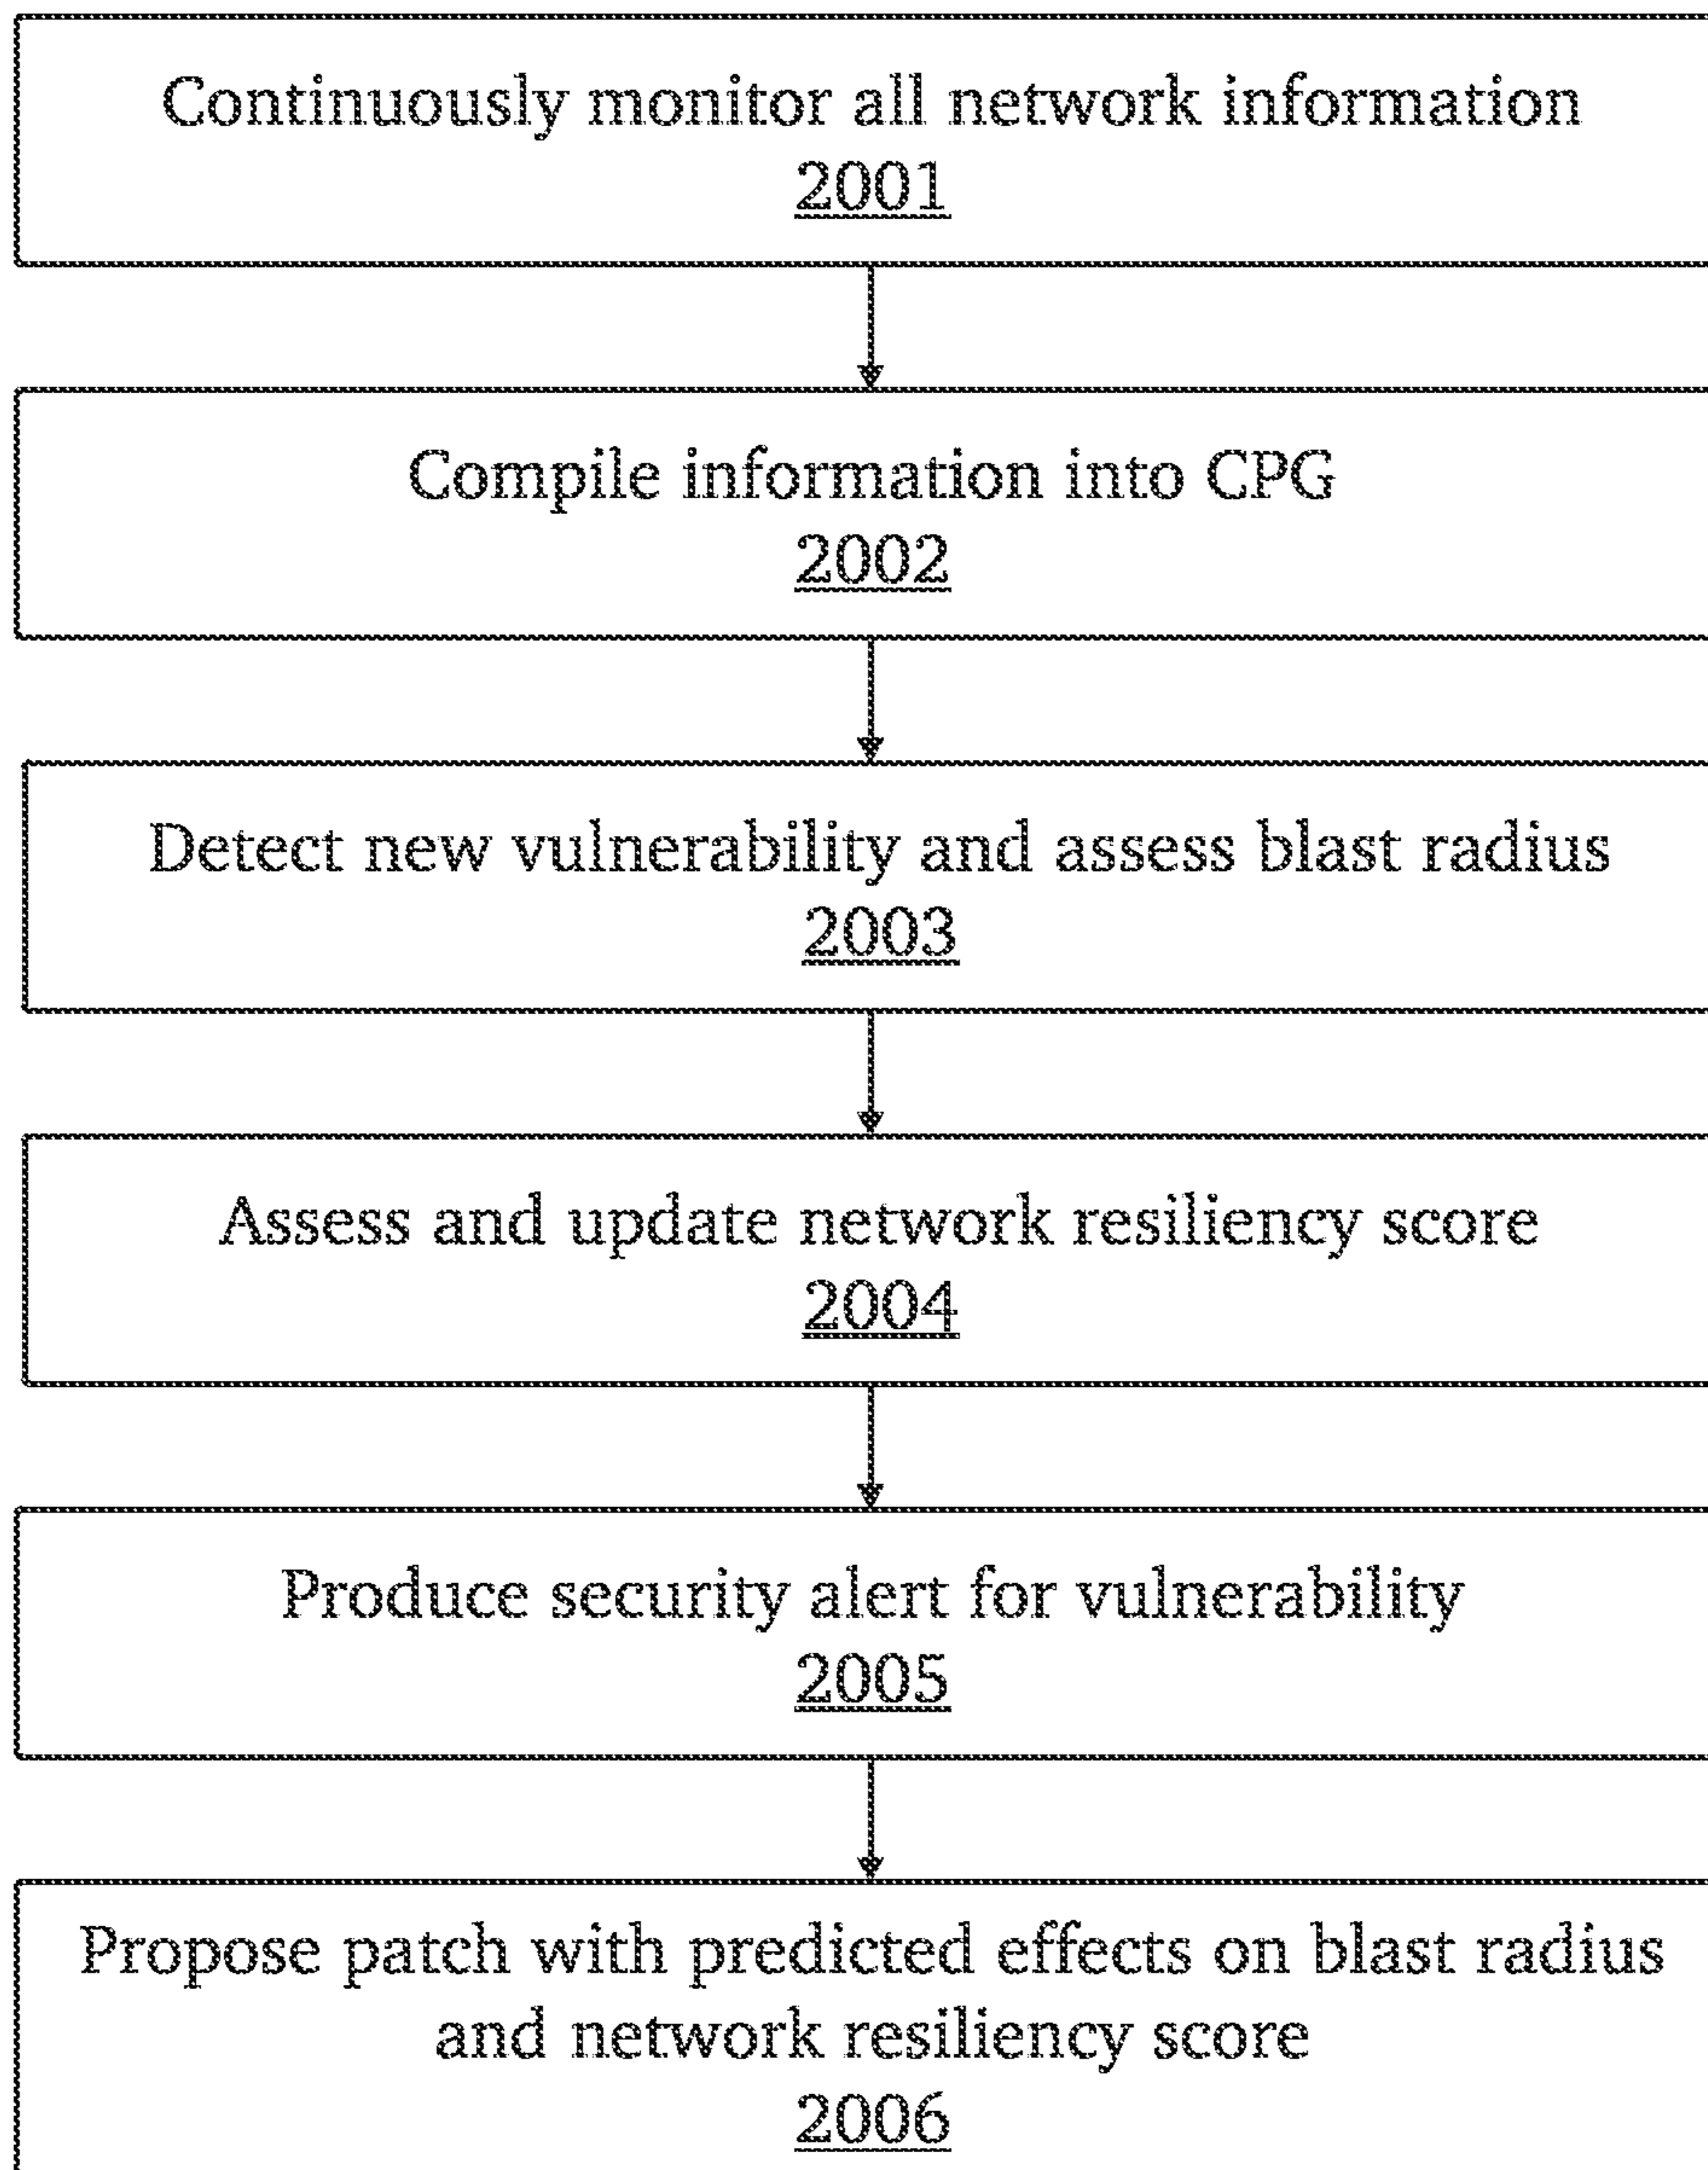 Continuously monitor all network information
2001
Compile information into CPG
2002
Detect new vulnerability and assess blast radius
2003
Assess and update network resiliency score
2004
Produce security alert for vulnerability
2005
Propose patch with predicted effects on blast radius
and network resiliency score
2006